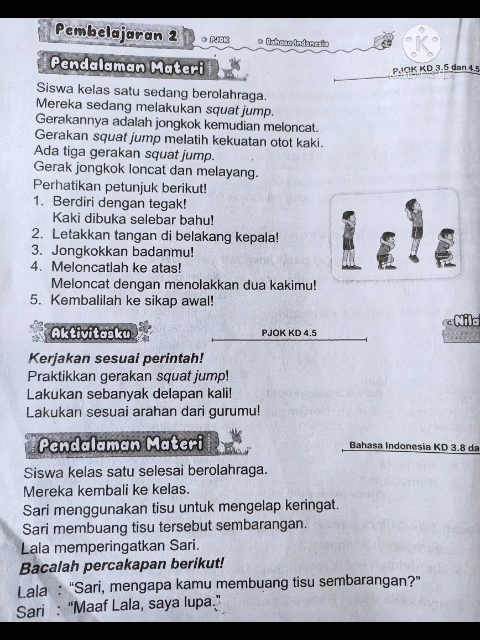 Pembelajaran 2
• PJOK • Bahasa Indonesia
Pendalaman Materi
PJOK KD 3.5 dan 4.5
Siswa kelas satu sedang berolahraga.
Mereka sedang melakukan squat jump.
Gerakannya adalah jongkok kemudian meloncat.
Gerakan squat jump melatih kekuatan otot kaki.
Ada tiga gerakan squat jump.
Gerak jongkok loncat dan melayang.
Perhatikan petunjuk berikut!
1. Berdiri dengan tegak!
Kaki dibuka selebar bahu!
2. Letakkan tangan di belakang kepala!
3. Jongkokkan badanmu!
4. Meloncatlah ke atas!
Meloncat dengan menolakkan dua kakimu!
5. Kembalilah ke sikap awal!
Aktivitasku
PJOK KD 4.5
Nilai
Kerjakan sesuai perintah!
Praktikkan gerakan squat jump!
Lakukan sebanyak delapan kali!
Lakukan sesuai arahan dari gurumu!
Pendalaman Materi
Bahasa Indonesia KD 3.8 da
Siswa kelas satu selesai berolahraga.
Mereka kembali ke kelas.
Sari menggunakan tisu untuk mengelap keringat.
Sari membuang tisu tersebut sembarangan.
Lala memperingatkan Sari.
Bacalah percakapan berikut!
Lala : "Sari, mengapa kamu membuang tisu sembarangan?"
Sari : "Maaf Lala, saya lupa."